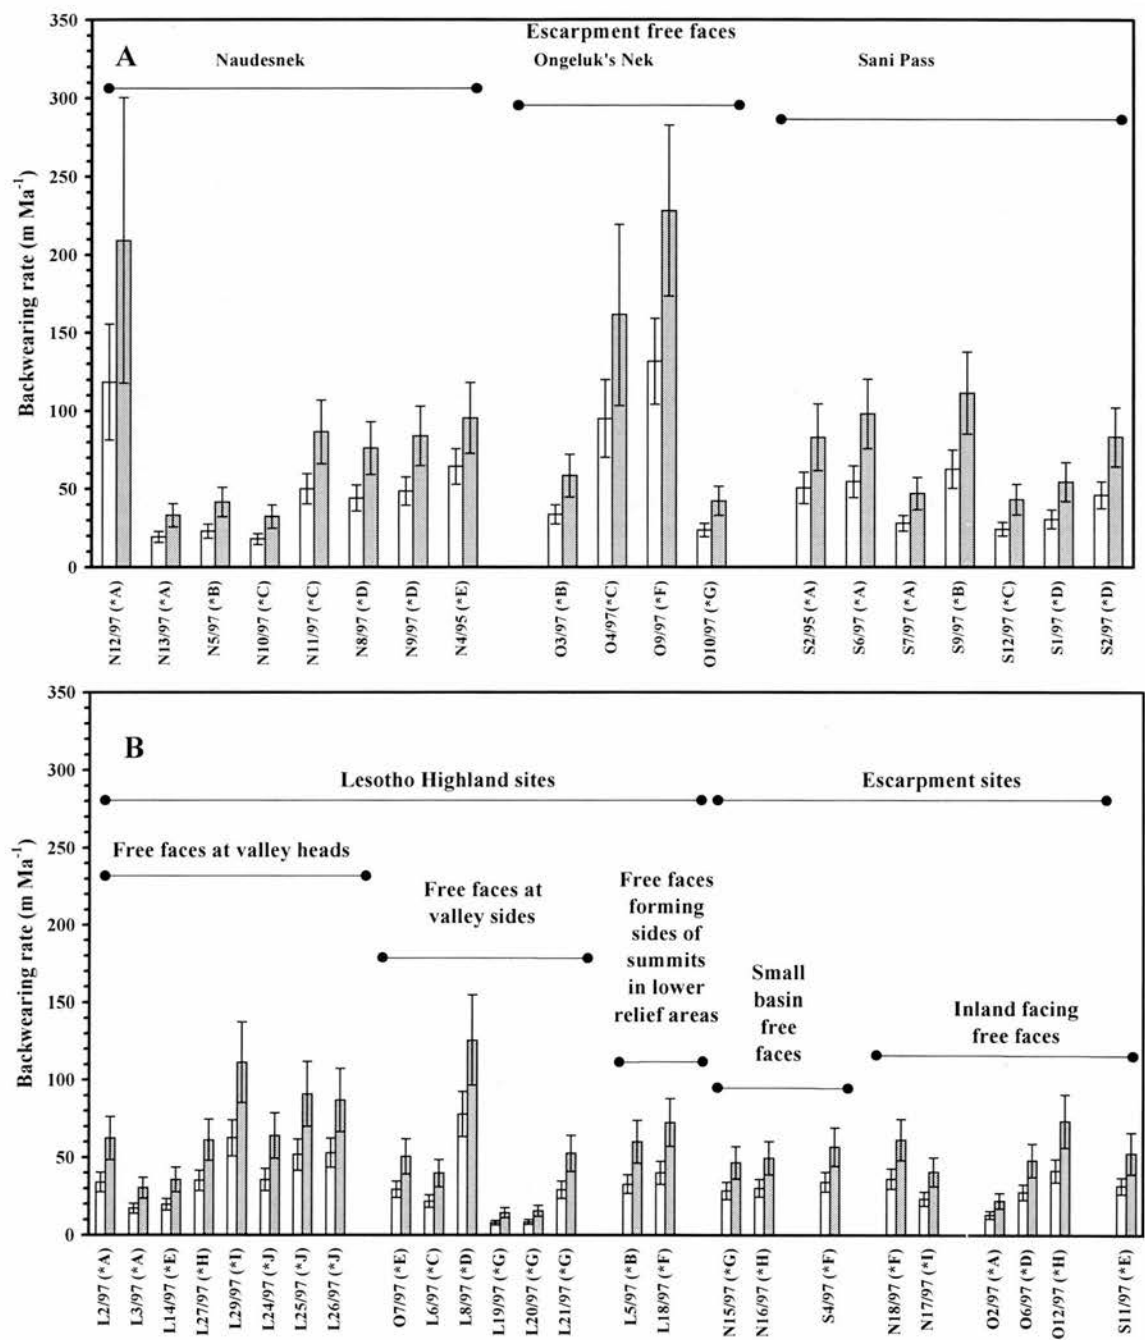 Escarpment free faces
A
Naudesnek
Ongeluk's Nek
Sani Pass
Backwearing rate (m Ma⁻¹)
350
300
250
200
150
100
50
0
N12/97 (*A)
N13/97 (*A)
N5/97 (*B)
N10/97 (*C)
N11/97 (*C)
N8/97 (*D)
N9/97 (*D)
N4/95 (*E)
O3/97 (*B)
O4/97(*C)
O9/97 (*F)
O10/97 (*G)
S2/95 (*A)
S6/97 (*A)
S7/97 (*A)
S9/97 (*B)
S12/97 (*C)
S1/97 (*D)
S2/97 (*D)
B
Lesotho Highland sites
Escarpment sites
Free faces at valley heads
Free faces at
valley sides
Free faces
forming
sides of
summits
in lower
relief areas
Small
basin
free
faces
Inland facing
free faces
Backwearing rate (m Ma⁻¹)
350
300
250
200
150
100
50
0
L2/97 (*A)
L3/97 (*A)
L14/97 (*E)
L27/97 (*H)
L29/97 (*I)
L24/97 (*J)
L25/97 (*J)
L26/97 (*J)
O7/97 (*E)
L6/97 (*C)
L8/97 (*D)
L19/97 (*G)
L20/97 (*G)
L21/97 (*G)
L5/97 (*B)
L18/97 (*F)
N15/97 (*G)
N16/97 (*H)
S4/97 (*F)
N18/97 (*F)
N17/97 (*I)
O2/97 (*A)
O6/97 (*D)
O12/97 (*H)
S11/97 (*E)